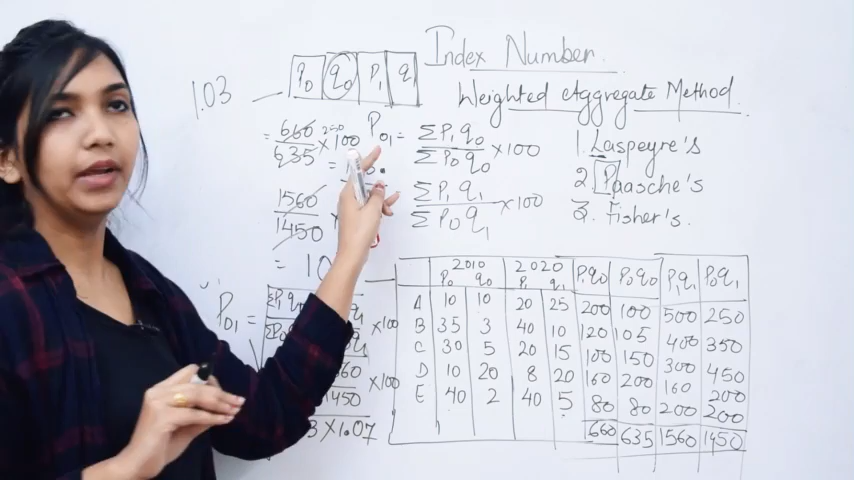 Index Number.
Weighted Aggregate Method
1.03
P0 q0 P1 q1
= 660/635 × 100
P01 = ΣP1q0/ΣP0q0 × 100
1. Laspeyre's
2. Paasche's
3. Fisher's.
1560/1450
ΣP1q1/ΣP0q1 × 100
= 10
P01 =
ΣP1q0
× 100
1450 × 100
3 × 1.07
2010 2020 P1q0 P0q0 P1q1 P0q1
P0 q0 P1 q1
A 10 10 20 25 200 100 500 250
B 35 3 40 10 120 105 400 350
C 30 5 20 15 100 150 300 450
D 10 20 8 20 160 200 160 200
E 40 2 40 5 80 80 200 200
660 635 1560 1450